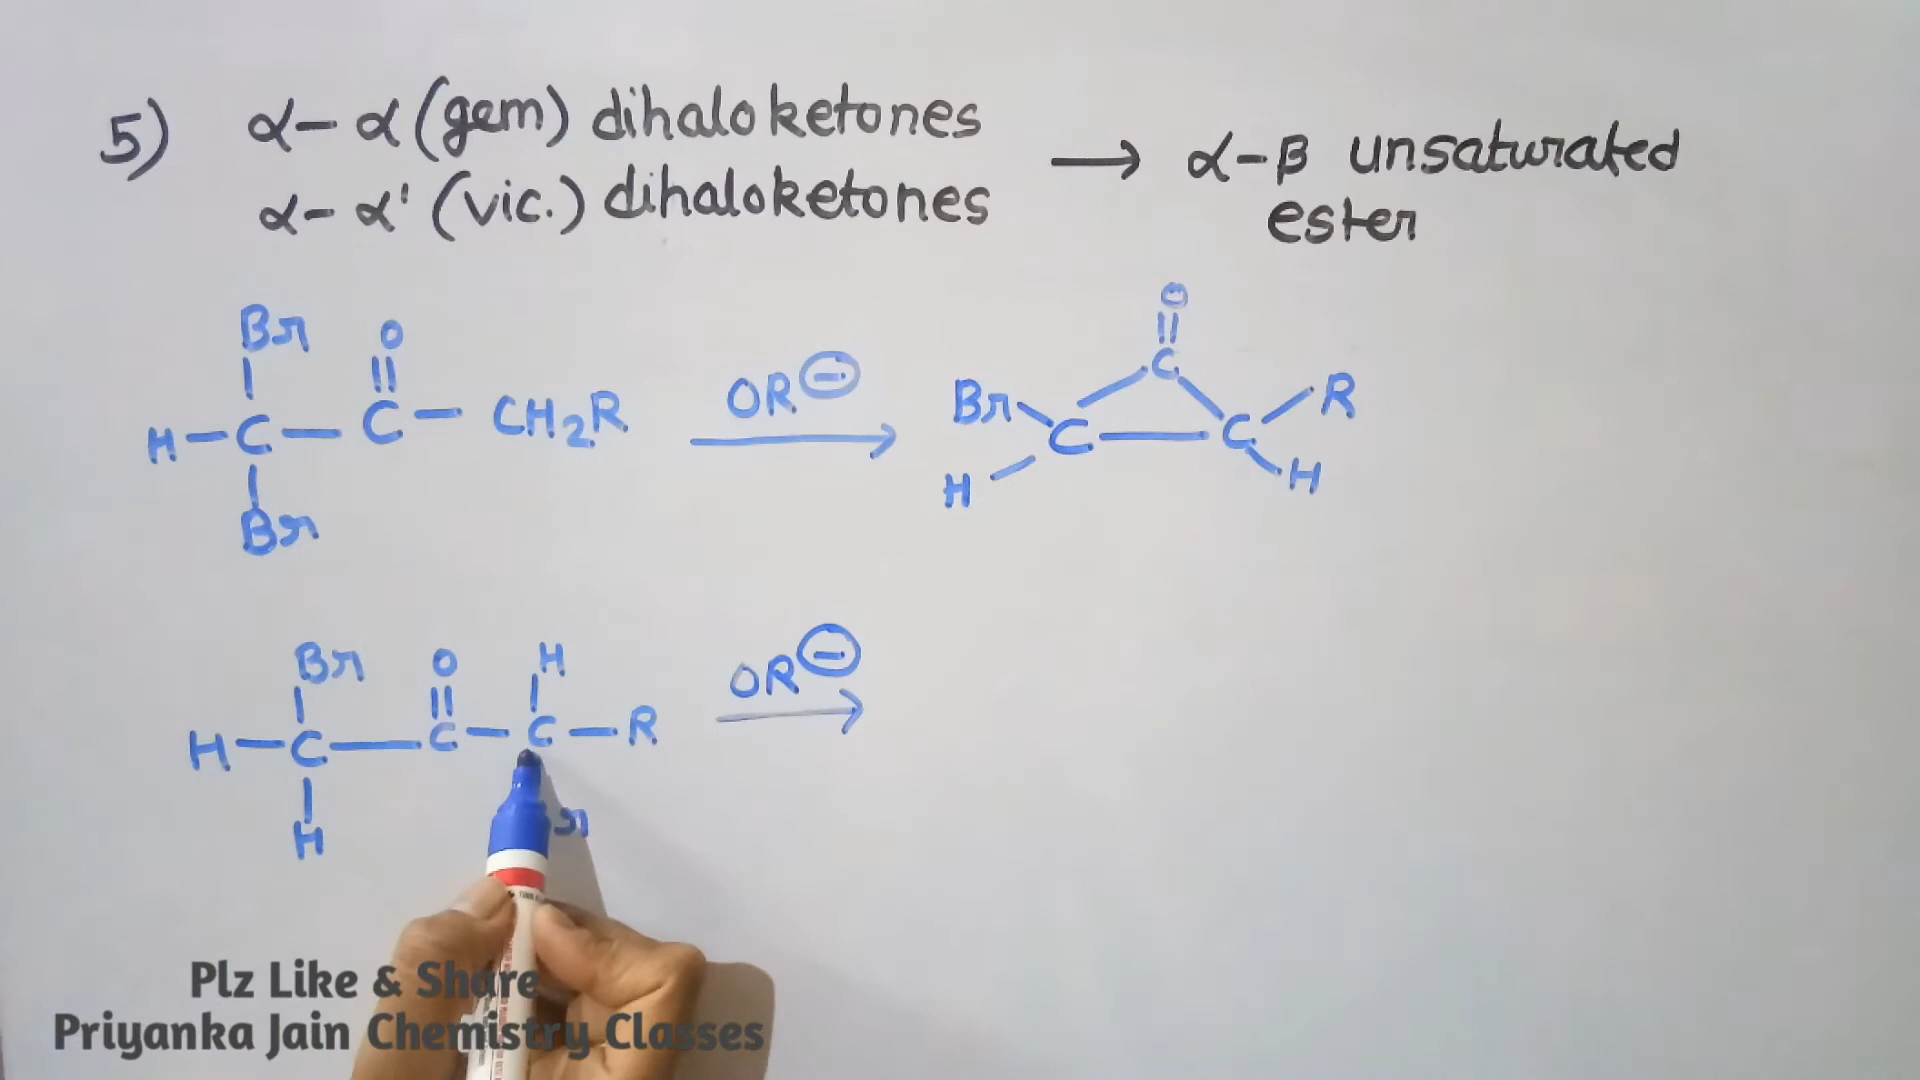 5) α-α (gem) dihaloketones
α-α' (vic.) dihaloketones
→ α-β unsaturated
ester
Br O
|| 
H-C-C-CH₂R
Br
OR⊖
→
O
||
C
Br R
C-C
H H
Br O H
||
H-C-C-C-R
H r
OR⊖
→
Plz Like & Share
Priyanka Jain Chemistry Classes